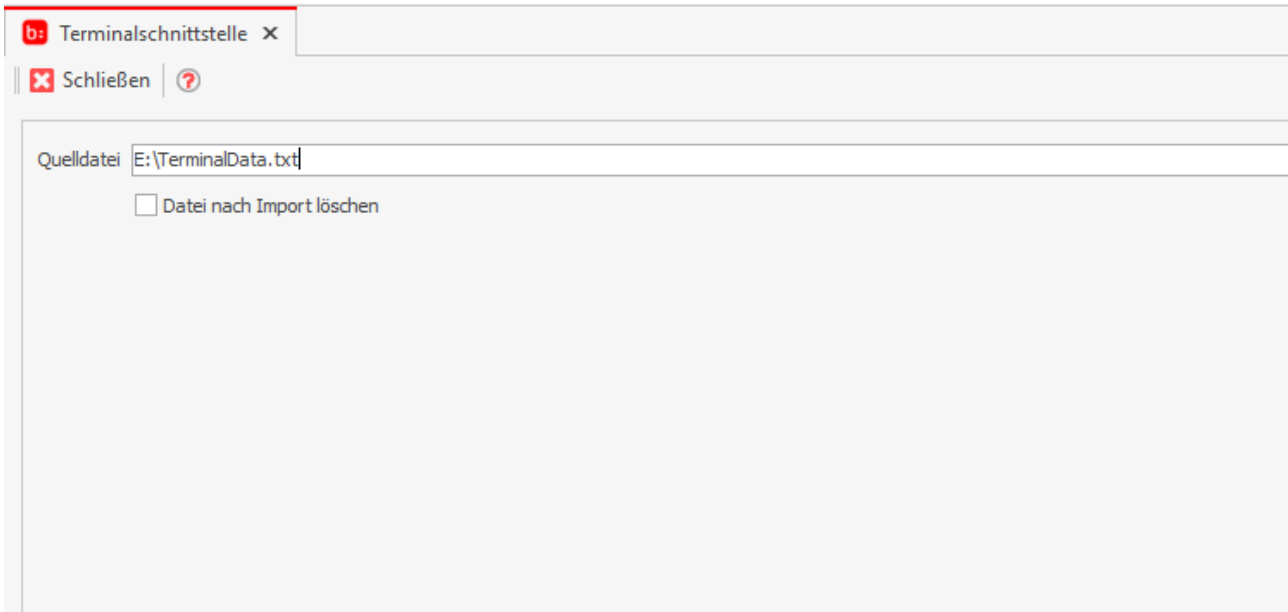 b: Terminalschnittstelle ×
Schließen ?
Quelldatei E:\TerminalData.txt
Datei nach Import löschen